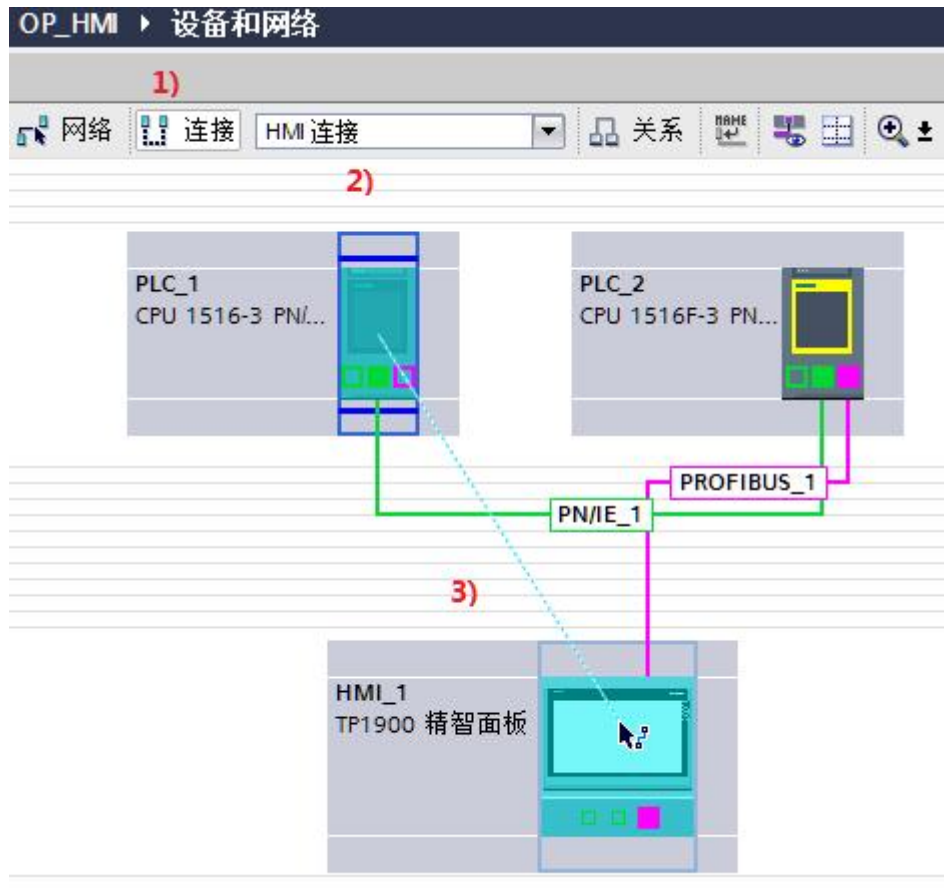 OP_HMI ▸ 设备和网络
1)
网络 连接 HMI 连接 关系
2)
PLC_1
CPU 1516-3 PN/...
PLC_2
CPU 1516F-3 PN...
PROFIBUS_1
PN/IE_1
3)
HMI_1
TP1900 精智面板